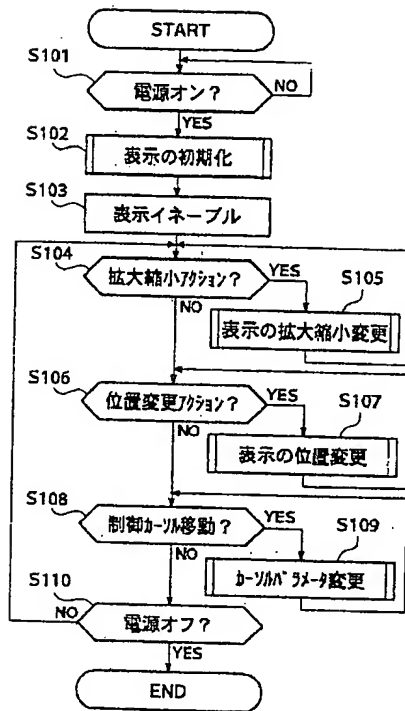 START
S101
電源オン?
NO
YES
S102
表示の初期化
S103
表示イネーブル
S104
拡大縮小アクション?
YES
NO
S105
表示の拡大縮小変更
S106
位置変更アクション?
YES
NO
S107
表示の位置変更
S108
制御カーソル移動?
YES
NO
S109
カーソルパラメータ変更
S110
NO
電源オフ?
YES
END